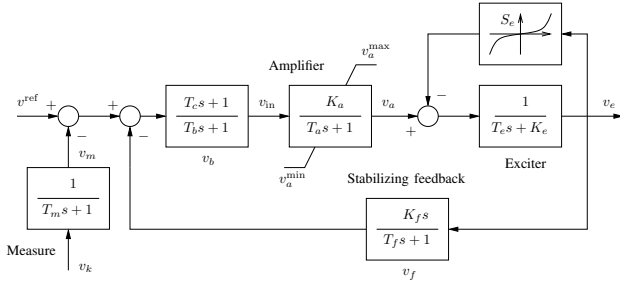 S_e
v_a^max
Amplifier
v^ref
+
−
v_m
+
−
T_c s + 1
T_b s + 1
v_b
v_in
K_a
T_a s + 1
v_a^min
v_a
+
−
1
T_e s + K_e
Exciter
v_e
Stabilizing feedback
1
T_m s + 1
Measure
v_k
K_f s
T_f s + 1
v_f